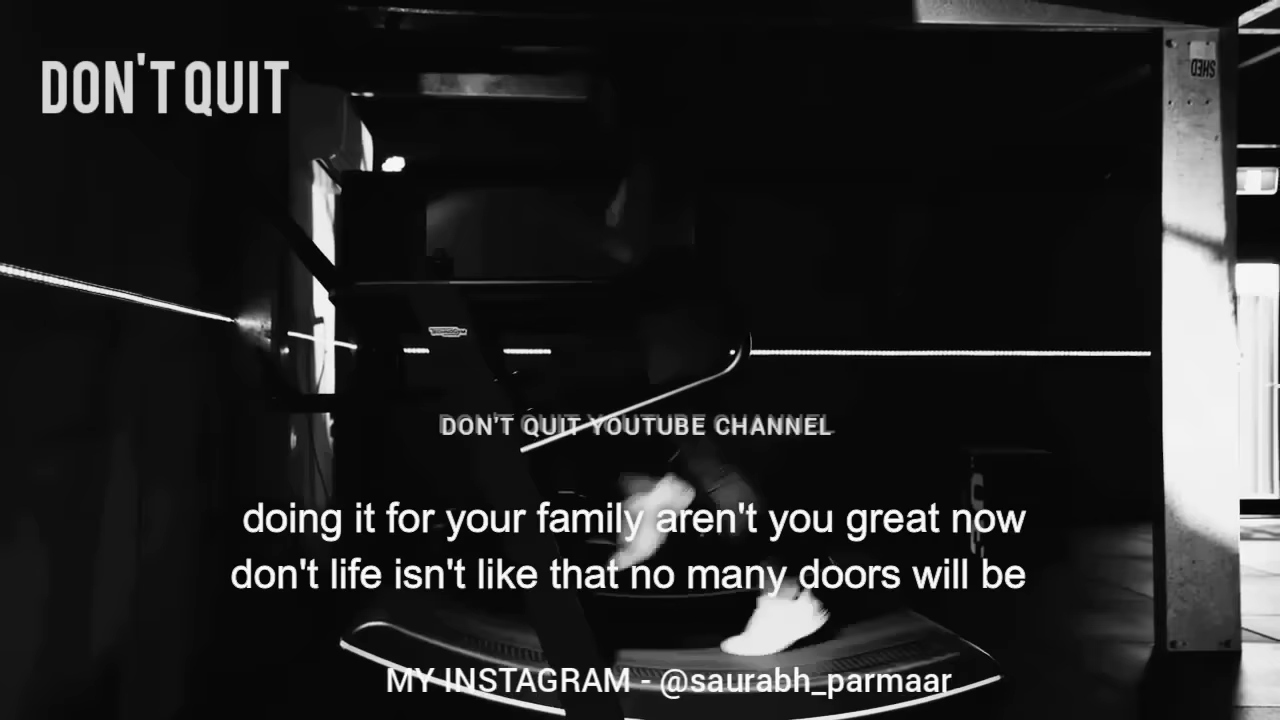 DON'T QUIT
SHED
DON'T QUIT YOUTUBE CHANNEL
doing it for your family aren't you great now
don't life isn't like that no many doors will be
MY INSTAGRAM - @saurabh_parmaar